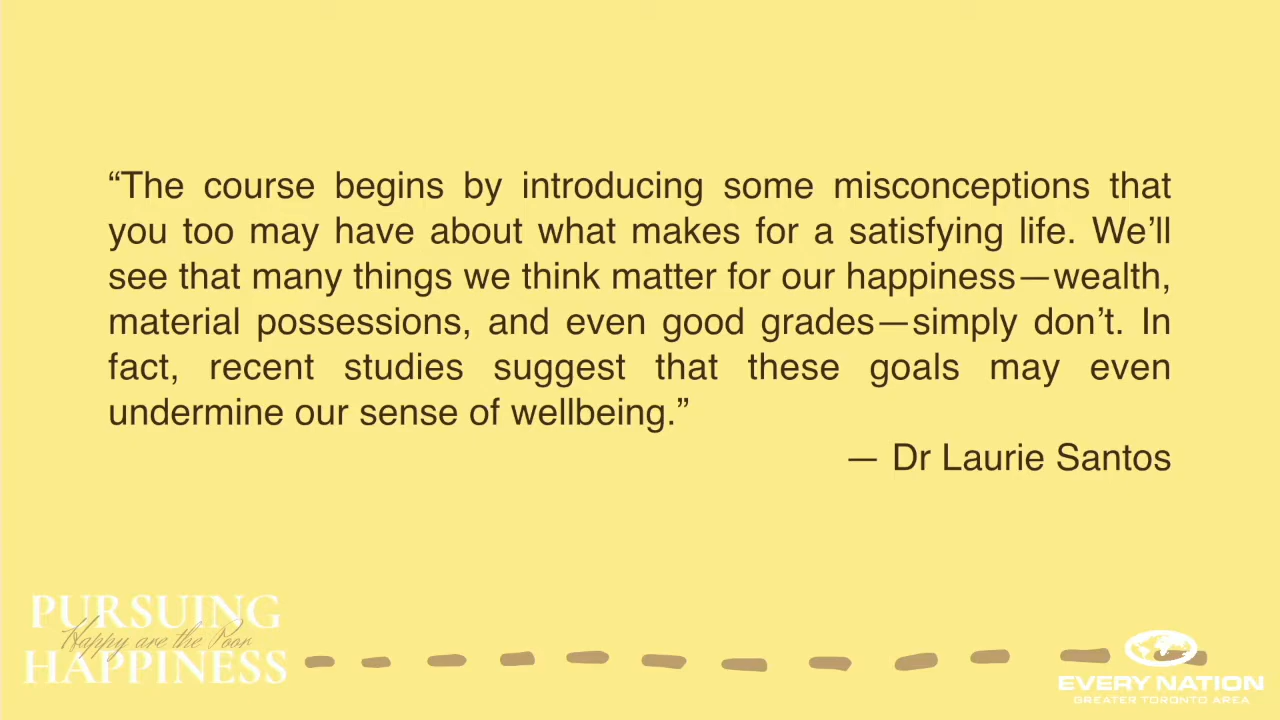 “The course begins by introducing some misconceptions that
you too may have about what makes for a satisfying life. We’ll
see that many things we think matter for our happiness—wealth,
material possessions, and even good grades—simply don’t. In
fact, recent studies suggest that these goals may even
undermine our sense of wellbeing.”
— Dr Laurie Santos
PURSUING
Happy are the Poor
HAPPINESS
EVERY NATION
GREATER TORONTO AREA